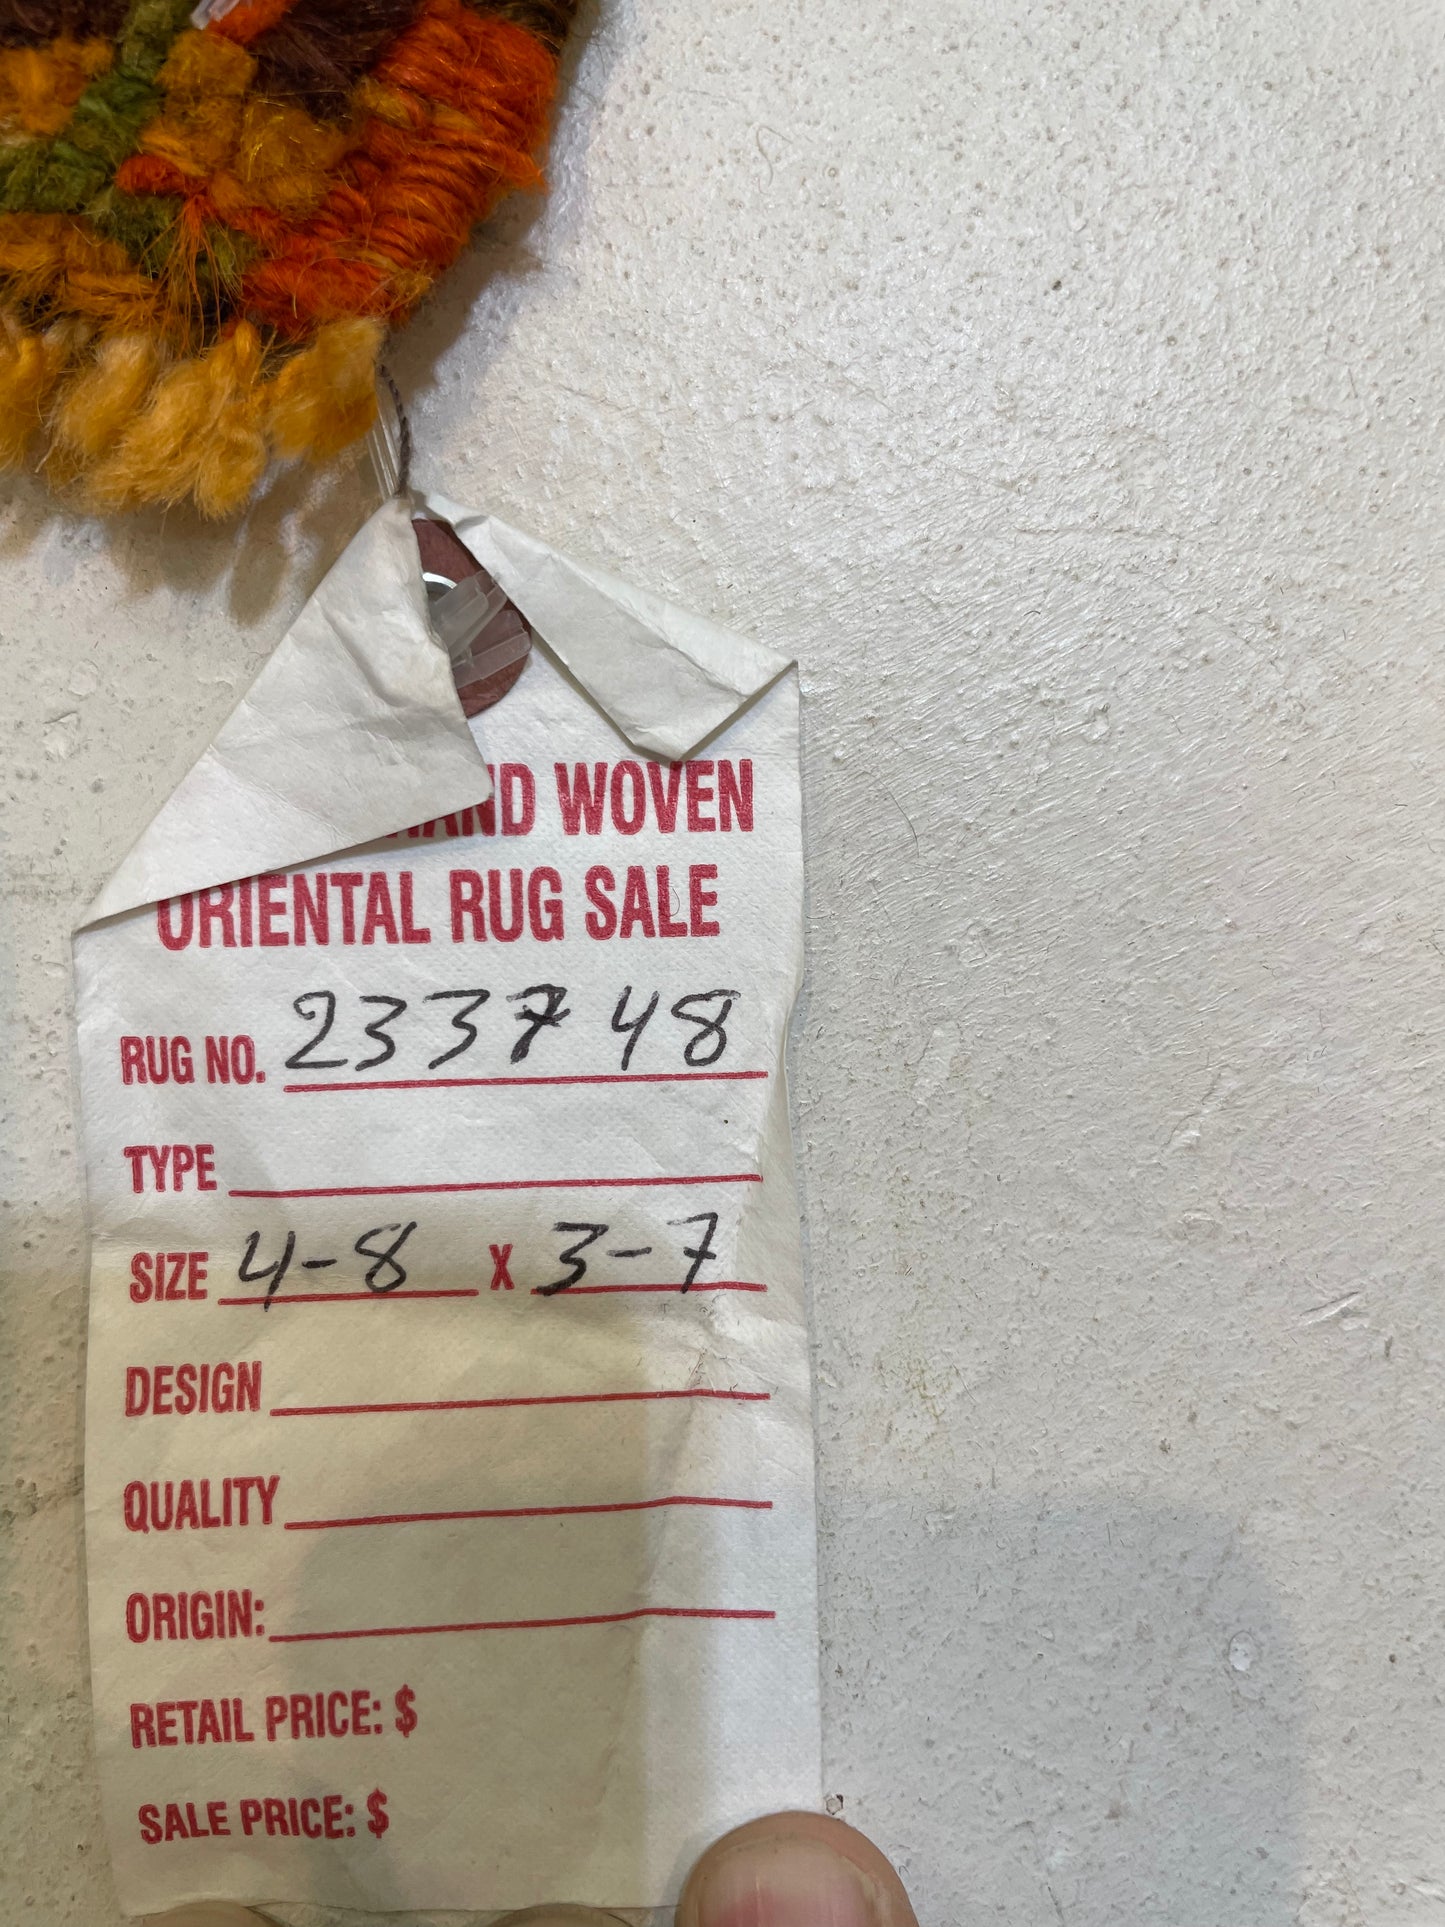 HAND WOVEN
ORIENTAL RUG SALE
RUG NO. 233748
TYPE
SIZE 4-8 X 3-7
DESIGN
QUALITY
ORIGIN:
RETAIL PRICE: $
SALE PRICE: $